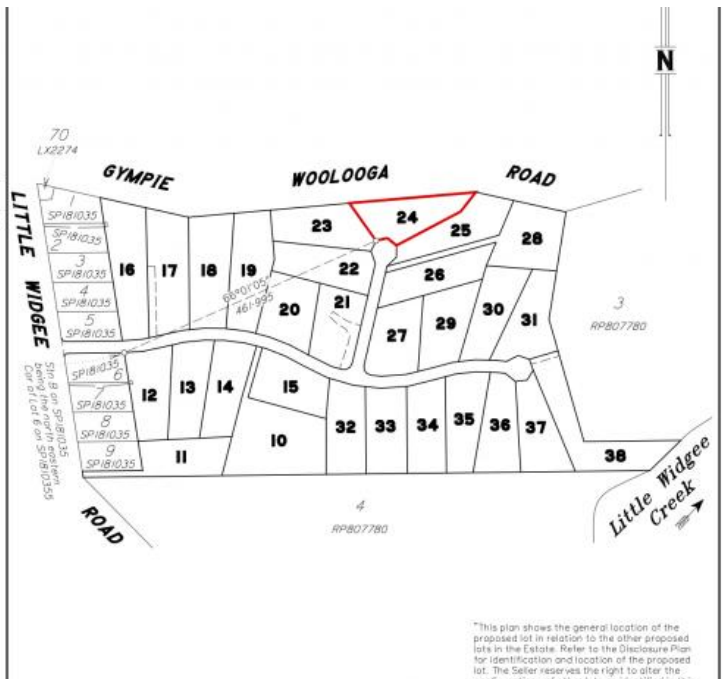 N
70
LX2274
GYMPIE
WOOLOOGA
ROAD
1
SP181035
2
SP181035
3
SP181035
4
SP181035
5
SP181035
LITTLE WIDGEE
16
17
18
19
23
24
25
28
22
26
20
21
27
29
30
31
66°01'05"
461·995
3
RP807780
SP181035
6
7
SP181035
8
SP181035
9
SP181035
12
13
14
15
11
10
32
33
34
35
36
37
38
Stn B on SP181035
being the north eastern
Cor of Lot 6 on SP1810355
ROAD
4
RP807780
Little Widgee
Creek
"This plan shows the general location of the
proposed lot in relation to the other proposed
lots in the Estate. Refer to the Disclosure Plan
for identification and location of the proposed
lot. The Seller reserves the right to alter the